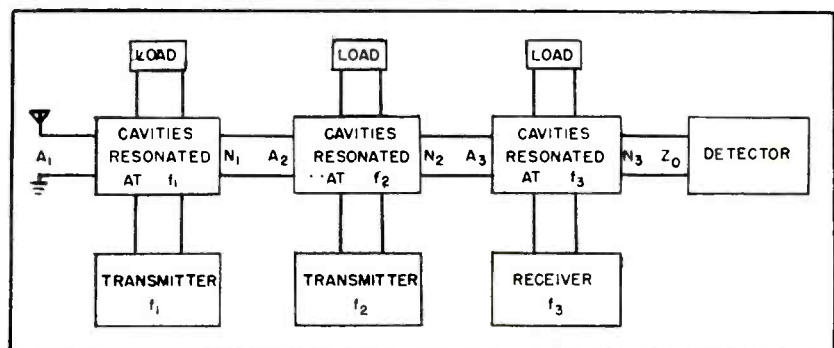 LOAD
LOAD
LOAD
A₁
CAVITIES
RESONATED
AT f₁
N₁
A₂
CAVITIES
RESONATED
AT f₂
N₂
A₃
CAVITIES
RESONATED
AT f₃
N₃
Z₀
DETECTOR
TRANSMITTER
f₁
TRANSMITTER
f₂
RECEIVER
f₃